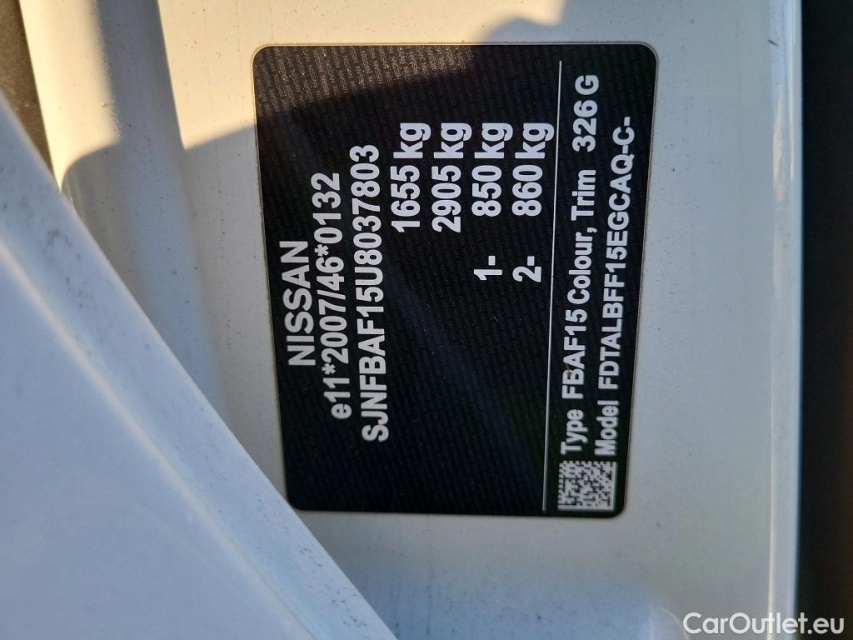 NISSAN
e11*2007/46*0132
SJNFBAF15U8037803
1655 kg
2905 kg
1- 850 kg
2- 860 kg
Type FBAF15 Colour, Trim 326 G
Model FDTALBFF15EGCAQ-C-
CarOutlet.eu